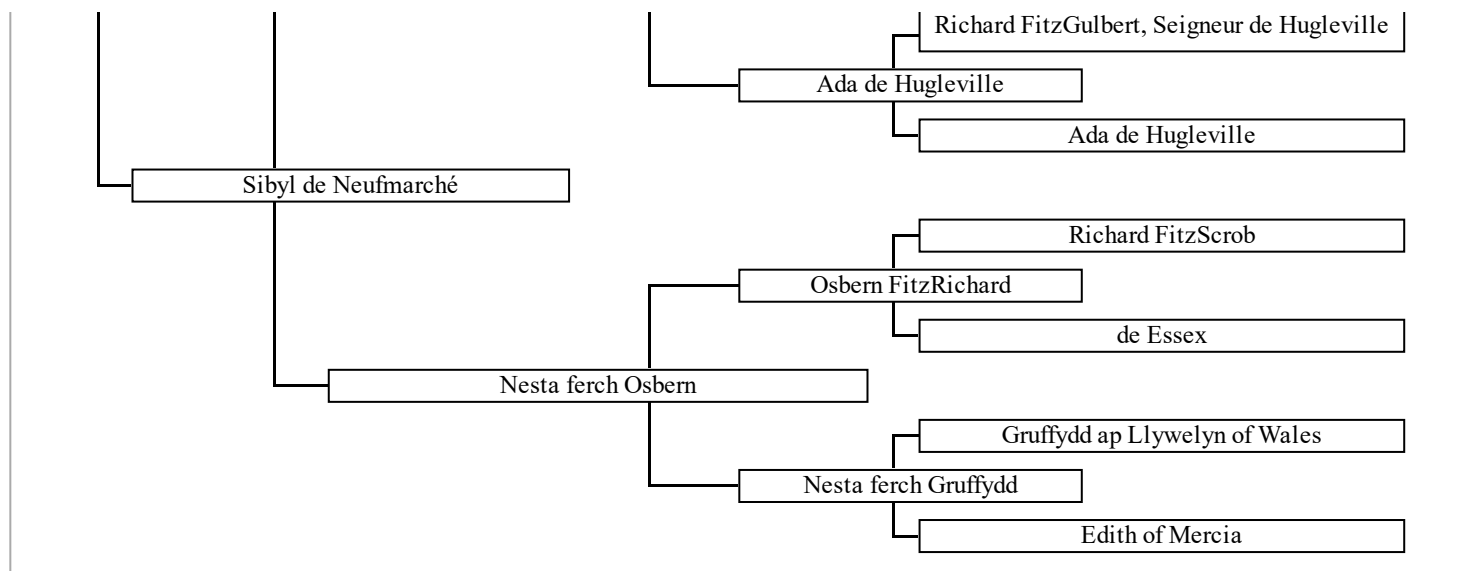 Richard FitzGulbert, Seigneur de Hugleville
Ada de Hugleville
Ada de Hugleville
Sibyl de Neufmarché
Richard FitzScrob
Osbern FitzRichard
de Essex
Nesta ferch Osbern
Gruffydd ap Llywelyn of Wales
Nesta ferch Gruffydd
Edith of Mercia